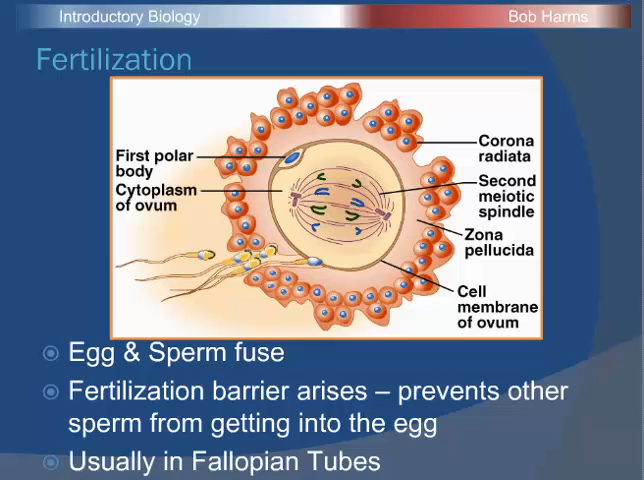 Introductory Biology
Bob Harms
Fertilization
First polar
body
Cytoplasm
of ovum
Corona
radiata
Second
meiotic
spindle
Zona
pellucida
Cell
membrane
of ovum
Egg & Sperm fuse
Fertilization barrier arises – prevents other
sperm from getting into the egg
Usually in Fallopian Tubes